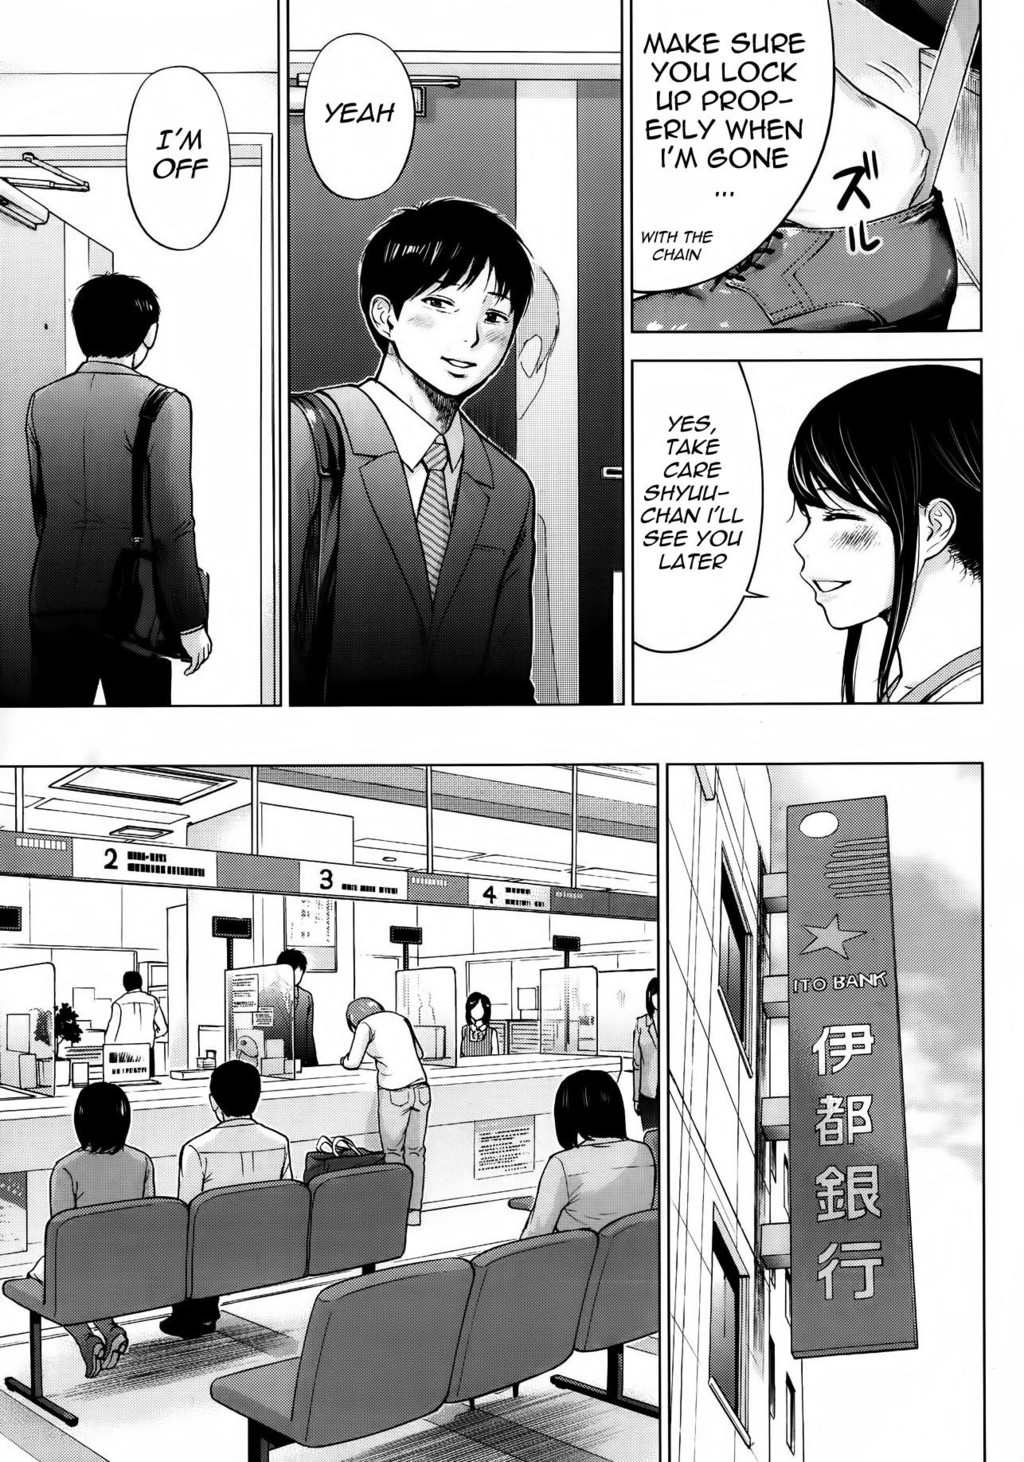 MAKE SURE
YOU LOCK
UP PROP-
ERLY WHEN
I'M GONE
...
WITH THE
CHAIN
ズル
YES,
TAKE
CARE
SHYUU-
CHAN I'LL
SEE YOU
LATER
YEAH
I'M
OFF
ITO BANK
伊都銀行
2
3
4